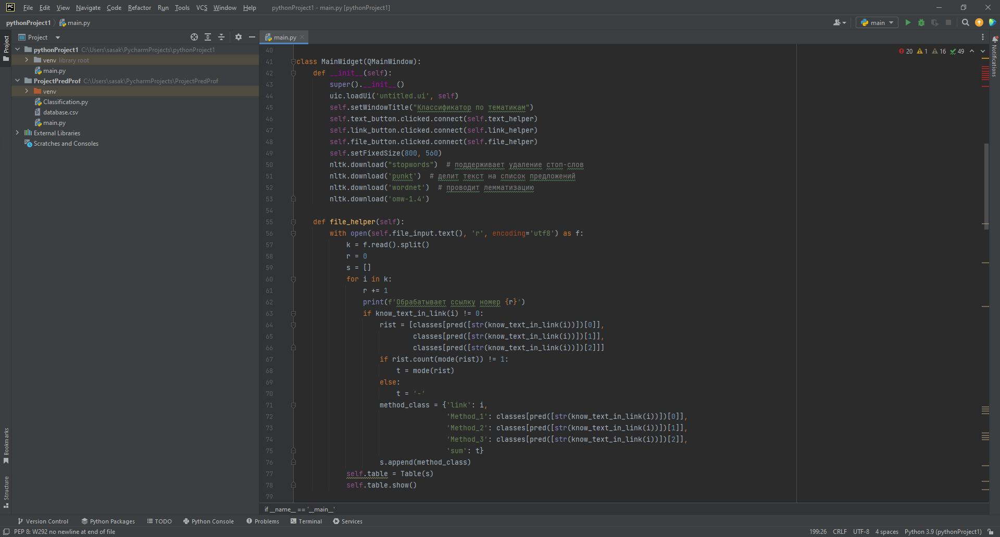 PC File Edit View Navigate Code Refactor Run Tools VCS Window Help pythonProject1 - main.py [pythonProject1]
pythonProject1 main.py main
Project main.py
pythonProject1 C:\Users\sasak\PycharmProjects\pythonProject1
venv library root
main.py
ProjectPredProf C:\Users\sasak\PycharmProjects\ProjectPredProf
venv
Classification.py
database.csv
main.py
External Libraries
Scratches and Consoles
Project
Bookmarks
Structure
20 1 16 49
40
41 class MainWidget(QMainWindow):
42 def __init__(self):
43 super().__init__()
44 uic.loadUi('untitled.ui', self)
45 self.setWindowTitle("Классификатор по тематикам")
46 self.text_button.clicked.connect(self.text_helper)
47 self.link_button.clicked.connect(self.link_helper)
48 self.file_button.clicked.connect(self.file_helper)
49 self.setFixedSize(800, 560)
50 nltk.download("stopwords")  # поддерживает удаление стоп-слов
51 nltk.download('punkt')  # делит текст на список предложений
52 nltk.download('wordnet')  # проводит лемматизацию
53 nltk.download('omw-1.4')
54
55 def file_helper(self):
56 with open(self.file_input.text(), 'r', encoding='utf8') as f:
57 k = f.read().split()
58 r = 0
59 s = []
60 for i in k:
61 r += 1
62 print(f'Обрабатывает ссылку номер {r}')
63 if know_text_in_link(i) != 0:
64 rist = [classes[pred([str(know_text_in_link(i))])[0]],
65 classes[pred([str(know_text_in_link(i))])[1]],
66 classes[pred([str(know_text_in_link(i))])[2]]]
67 if rist.count(mode(rist)) != 1:
68 t = mode(rist)
69 else:
70 t = '-'
71 method_class = {'link': i,
72 'Method_1': classes[pred([str(know_text_in_link(i))])[0]],
73 'Method_2': classes[pred([str(know_text_in_link(i))])[1]],
74 'Method_3': classes[pred([str(know_text_in_link(i))])[2]],
75 'sum': t}
76 s.append(method_class)
77 self.table = Table(s)
78 self.table.show()
79
if __name__ == '__main__'
Notifications
Version Control Python Packages TODO Python Console Problems Terminal Services
PEP 8: W292 no newline at end of file 199:26 CRLF UTF-8 4 spaces Python 3.9 (pythonProject1)